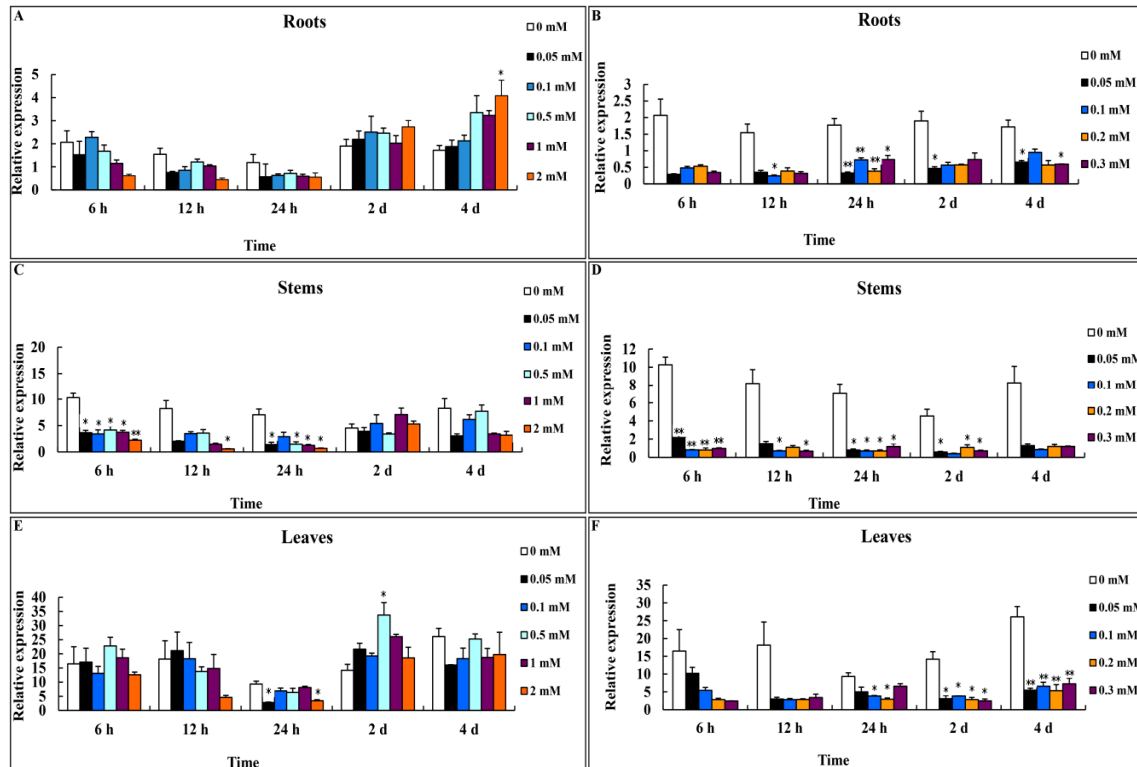 A
Roots
0 mM
0.05 mM
0.1 mM
0.5 mM
1 mM
2 mM
Relative expression
5
4
3
2
1
0
*
6 h 12 h 24 h 2 d 4 d
Time
B
Roots
0 mM
0.05 mM
0.1 mM
0.2 mM
0.3 mM
Relative expression
3
2.5
2
1.5
1
0.5
0
* ** ** ** * * * *
6 h 12 h 24 h 2 d 4 d
Time
C
Stems
0 mM
0.05 mM
0.1 mM
0.5 mM
1 mM
2 mM
Relative expression
20
15
10
5
0
* * * * ** * * * * *
6 h 12 h 24 h 2 d 4 d
Time
D
Stems
0 mM
0.05 mM
0.1 mM
0.2 mM
0.3 mM
Relative expression
12
10
8
6
4
2
0
** ** ** ** * * * * * * * * *
6 h 12 h 24 h 2 d 4 d
Time
E
Leaves
0 mM
0.05 mM
0.1 mM
0.5 mM
1 mM
2 mM
Relative expression
40
35
30
25
20
15
10
5
0
* * *
6 h 12 h 24 h 2 d 4 d
Time
F
Leaves
0 mM
0.05 mM
0.1 mM
0.2 mM
0.3 mM
Relative expression
35
30
25
20
15
10
5
0
* * * * * * ** ** ** **
6 h 12 h 24 h 2 d 4 d
Time